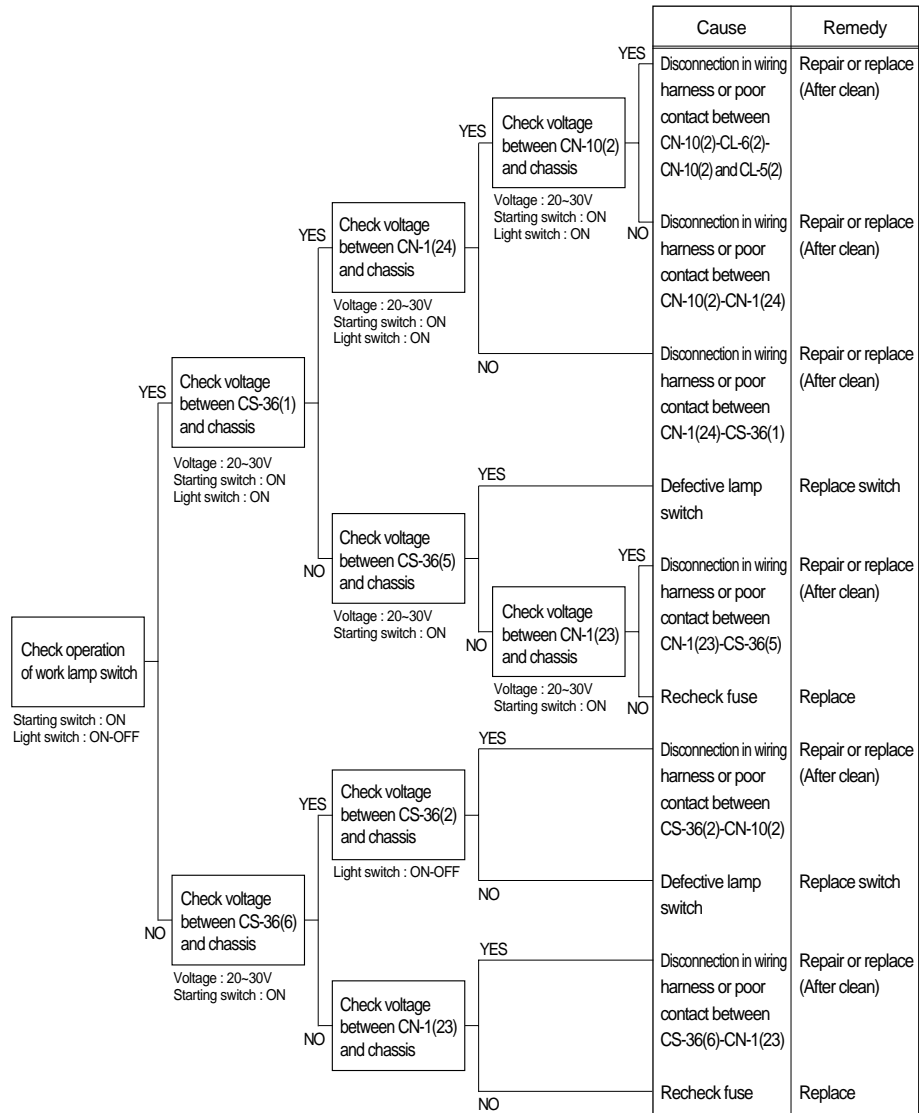 Cause Remedy
YES
Disconnection in wiring Repair or replace
harness or poor (After clean)
contact between
CN-10(2)-CL-6(2)-
CN-10(2) and CL-5(2)
YES
Check voltage
between CN-10(2)
and chassis
Voltage : 20~30V
Starting switch : ON
Light switch : ON
NO
Disconnection in wiring Repair or replace
harness or poor (After clean)
contact between
CN-10(2)-CN-1(24)
YES
Check voltage
between CN-1(24)
and chassis
Voltage : 20~30V
Starting switch : ON
Light switch : ON
NO
Disconnection in wiring Repair or replace
harness or poor (After clean)
contact between
CN-1(24)-CS-36(1)
YES
Check voltage
between CS-36(1)
and chassis
Voltage : 20~30V
Starting switch : ON
Light switch : ON
YES
Defective lamp Replace switch
switch
NO
Check voltage
between CS-36(5)
and chassis
Voltage : 20~30V
Starting switch : ON
YES
Disconnection in wiring Repair or replace
harness or poor (After clean)
contact between
CN-1(23)-CS-36(5)
NO
Check voltage
between CN-1(23)
and chassis
Voltage : 20~30V
Starting switch : ON
NO
Recheck fuse Replace
Check operation
of work lamp switch
Starting switch : ON
Light switch : ON-OFF
YES
Disconnection in wiring Repair or replace
harness or poor (After clean)
contact between
CS-36(2)-CN-10(2)
YES
Check voltage
between CS-36(2)
and chassis
Light switch : ON-OFF
NO
Defective lamp Replace switch
switch
NO
Check voltage
between CS-36(6)
and chassis
Voltage : 20~30V
Starting switch : ON
YES
Disconnection in wiring Repair or replace
harness or poor (After clean)
contact between
CS-36(6)-CN-1(23)
NO
Check voltage
between CN-1(23)
and chassis
NO
Recheck fuse Replace